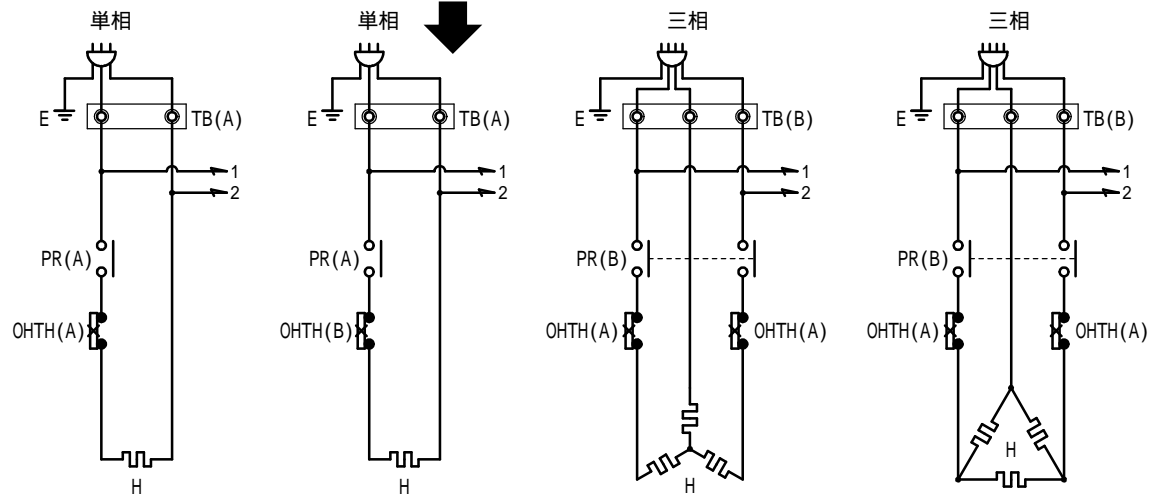 単相
単相
三相
三相
E
TB(A)
E
TB(A)
E
TB(B)
E
TB(B)
1
1
1
1
2
2
2
2
PR(A)
PR(A)
PR(B)
PR(B)
OHTH(A)
OHTH(B)
OHTH(A)
OHTH(A)
OHTH(A)
OHTH(A)
H
H
H
H